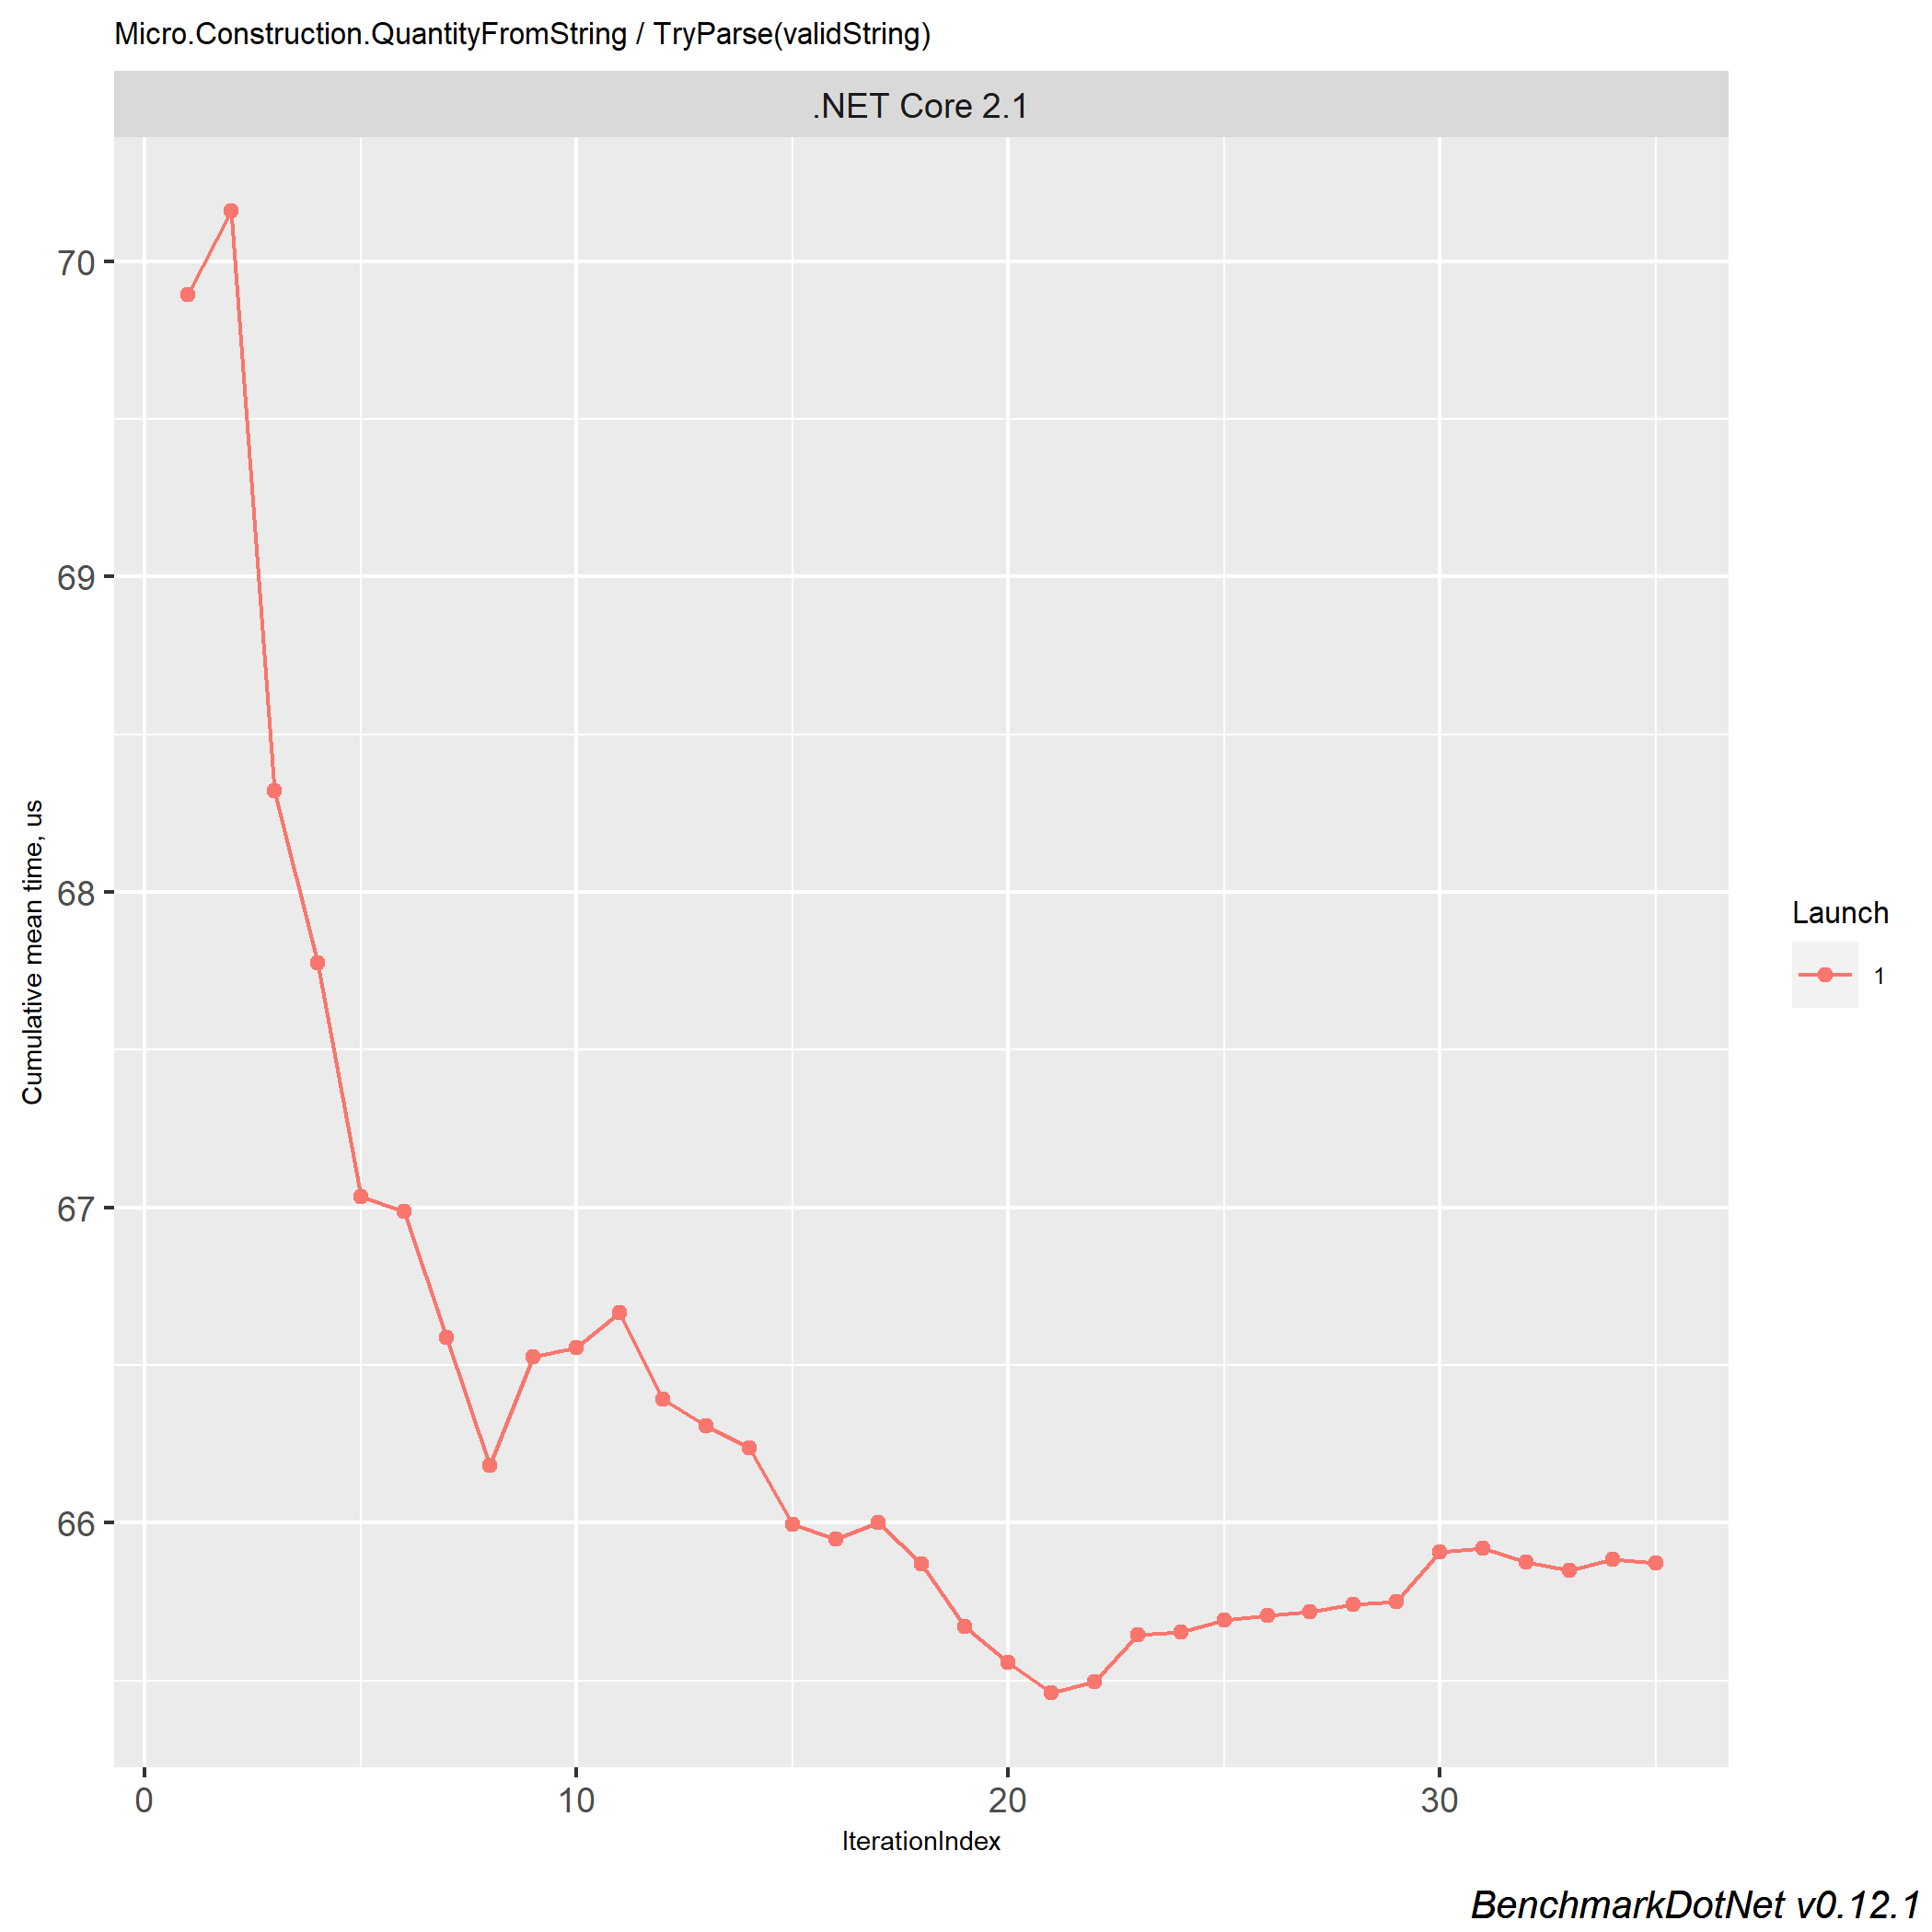 Micro.Construction.QuantityFromString / TryParse(validString)
.NET Core 2.1
70
69
68
67
66
Cumulative mean time, us
0 10 20 30
IterationIndex
Launch
1
BenchmarkDotNet v0.12.1